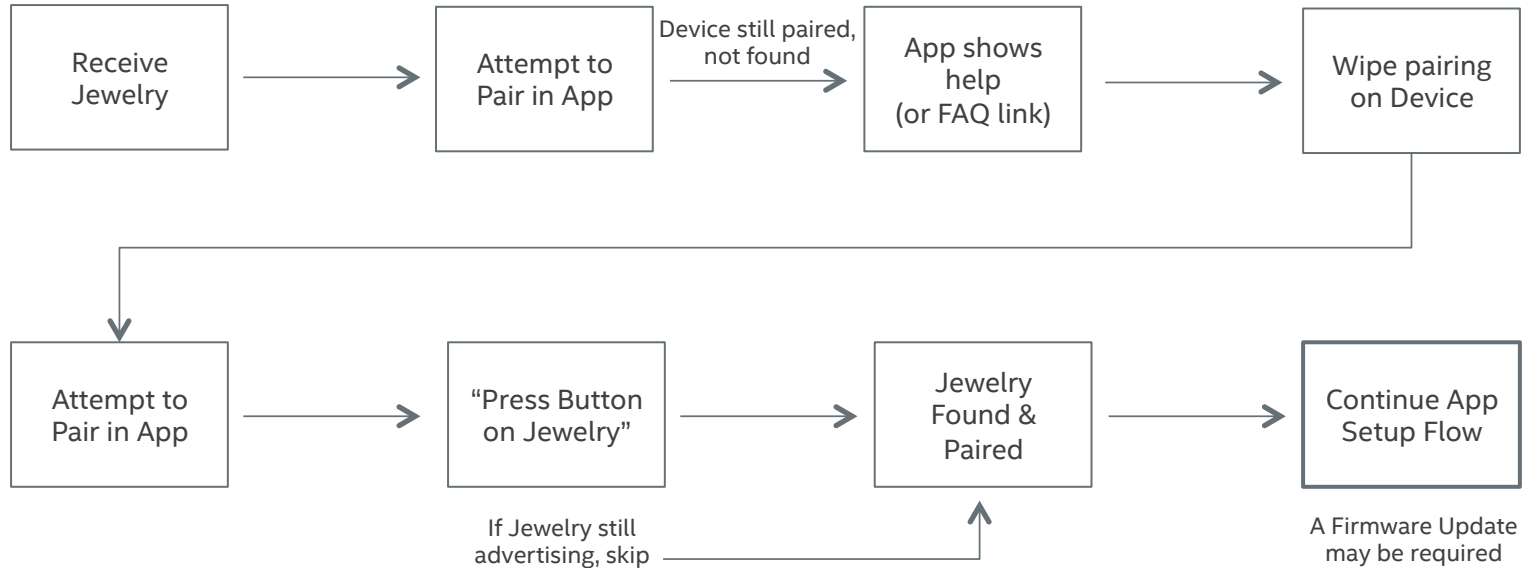 Receive
Jewelry
Attempt to
Pair in App
Device still paired,
not found
App shows
help
(or FAQ link)
Wipe pairing
on Device
Attempt to
Pair in App
“Press Button
on Jewelry”
Jewelry
Found &
Paired
Continue App
Setup Flow
If Jewelry still
advertising, skip
A Firmware Update
may be required